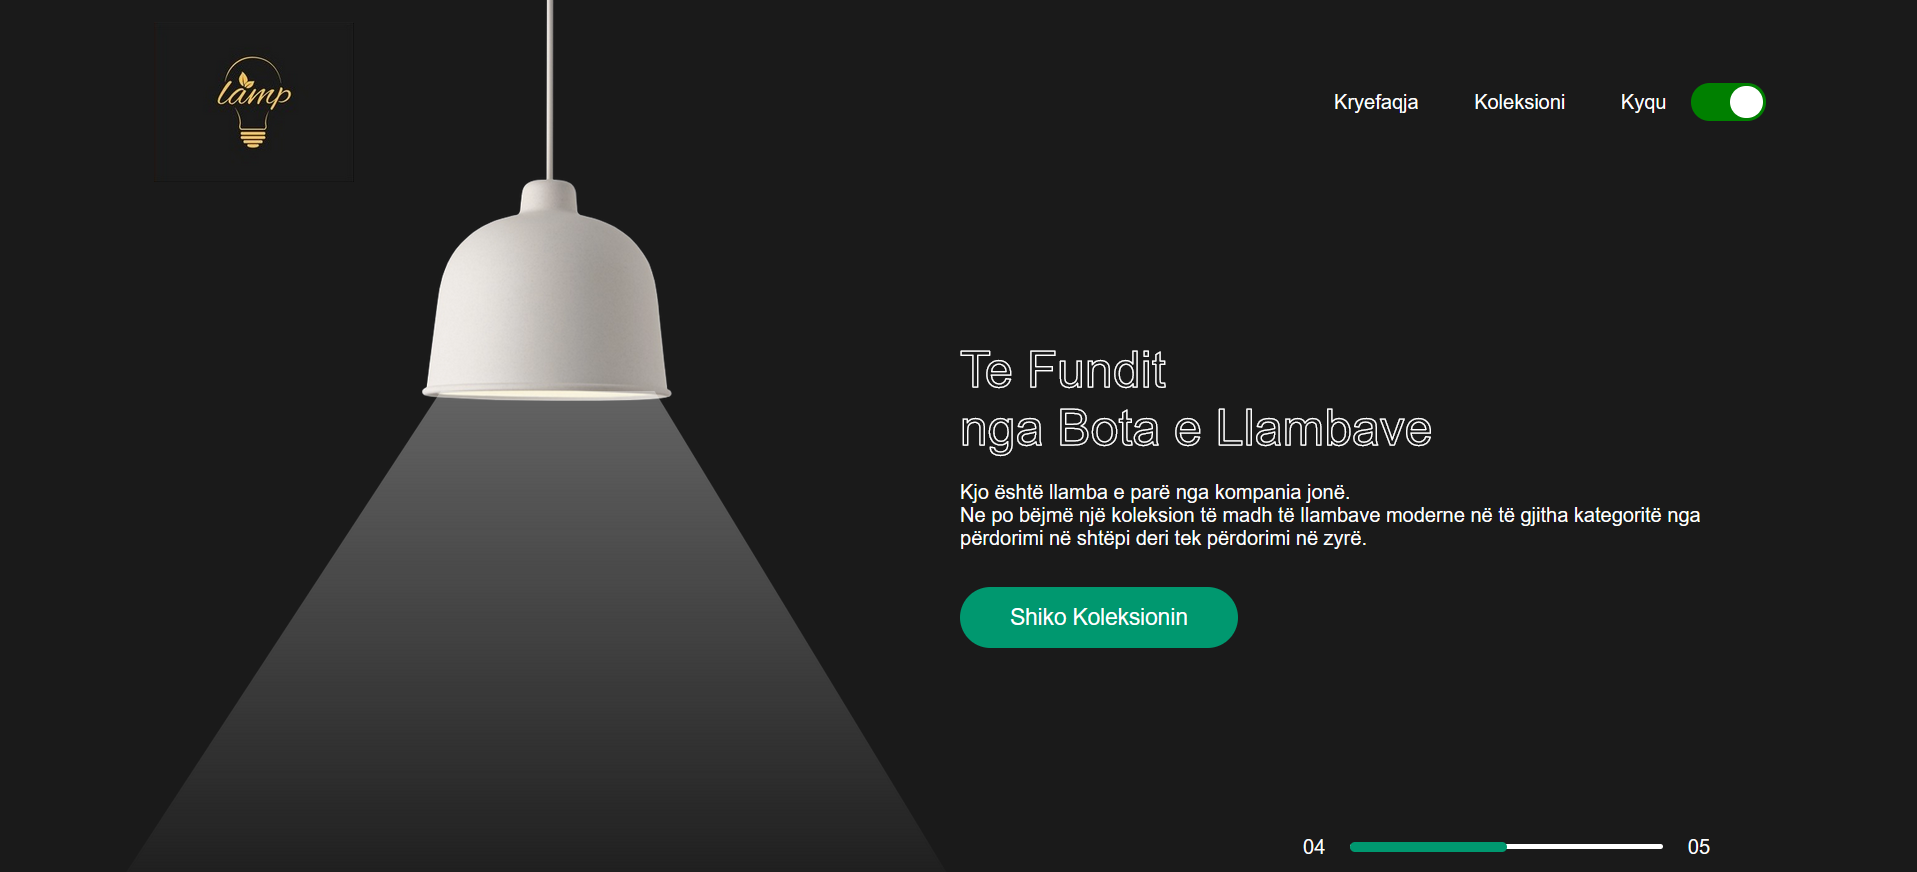 lamp
Kryefaqja
Koleksioni
Kyqu
Te Fundit
nga Bota e Llambave
Kjo është llamba e parë nga kompania jonë.
Ne po bëjmë një koleksion të madh të llambave moderne në të gjitha kategoritë nga
përdorimi në shtëpi deri tek përdorimi në zyrë.
Shiko Koleksionin
04
05